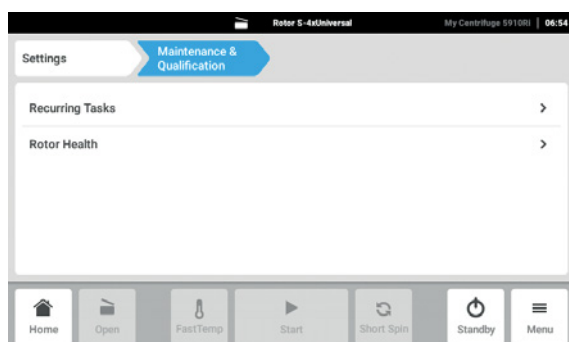 Rotor S-4xUniversal My Centrifuge 5910Ri | 06:54
Settings
Maintenance &
Qualification
Recurring Tasks
Rotor Health
Home Open FastTemp Start Short Spin Standby Menu